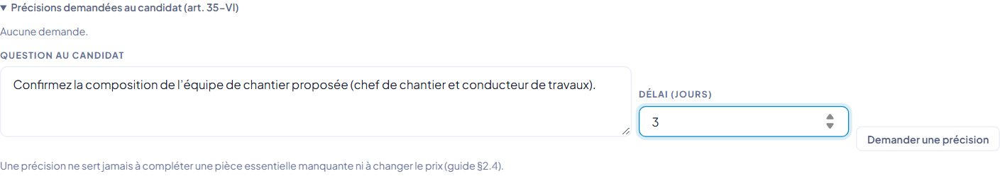 Précisions demandées au candidat (art. 35-VI)
Aucune demande.
QUESTION AU CANDIDAT
Confirmez la composition de l'équipe de chantier proposée (chef de chantier et conducteur de travaux).
DÉLAI (JOURS)
3
Demander une précision
Une précision ne sert jamais à compléter une pièce essentielle manquante ni à changer le prix (guide §2.4).